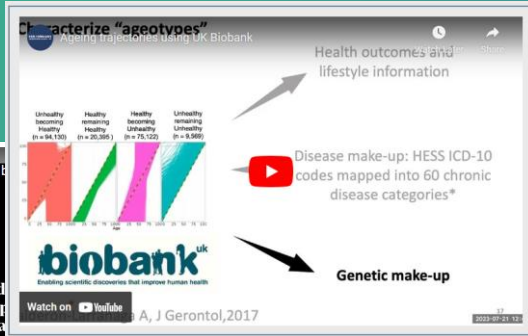 Characterize "ageotypes"
Ageing trajectories using UK Biobank
Share
Health outcomes and
lifestyle information
Unhealthy becoming Healthy (n = 94,130)
Healthy remaining Healthy (n = 20,395)
Healthy becoming Unhealthy (n = 75,122)
Unhealthy remaining Unhealthy (n = 9,569)
Age
Disease make-up: HESS ICD-10
codes mapped into 60 chronic
disease categories*
biobank uk
Enabling scientific discoveries that improve human health
Genetic make-up
Watch on YouTube
A, J Gerontol,2017
17